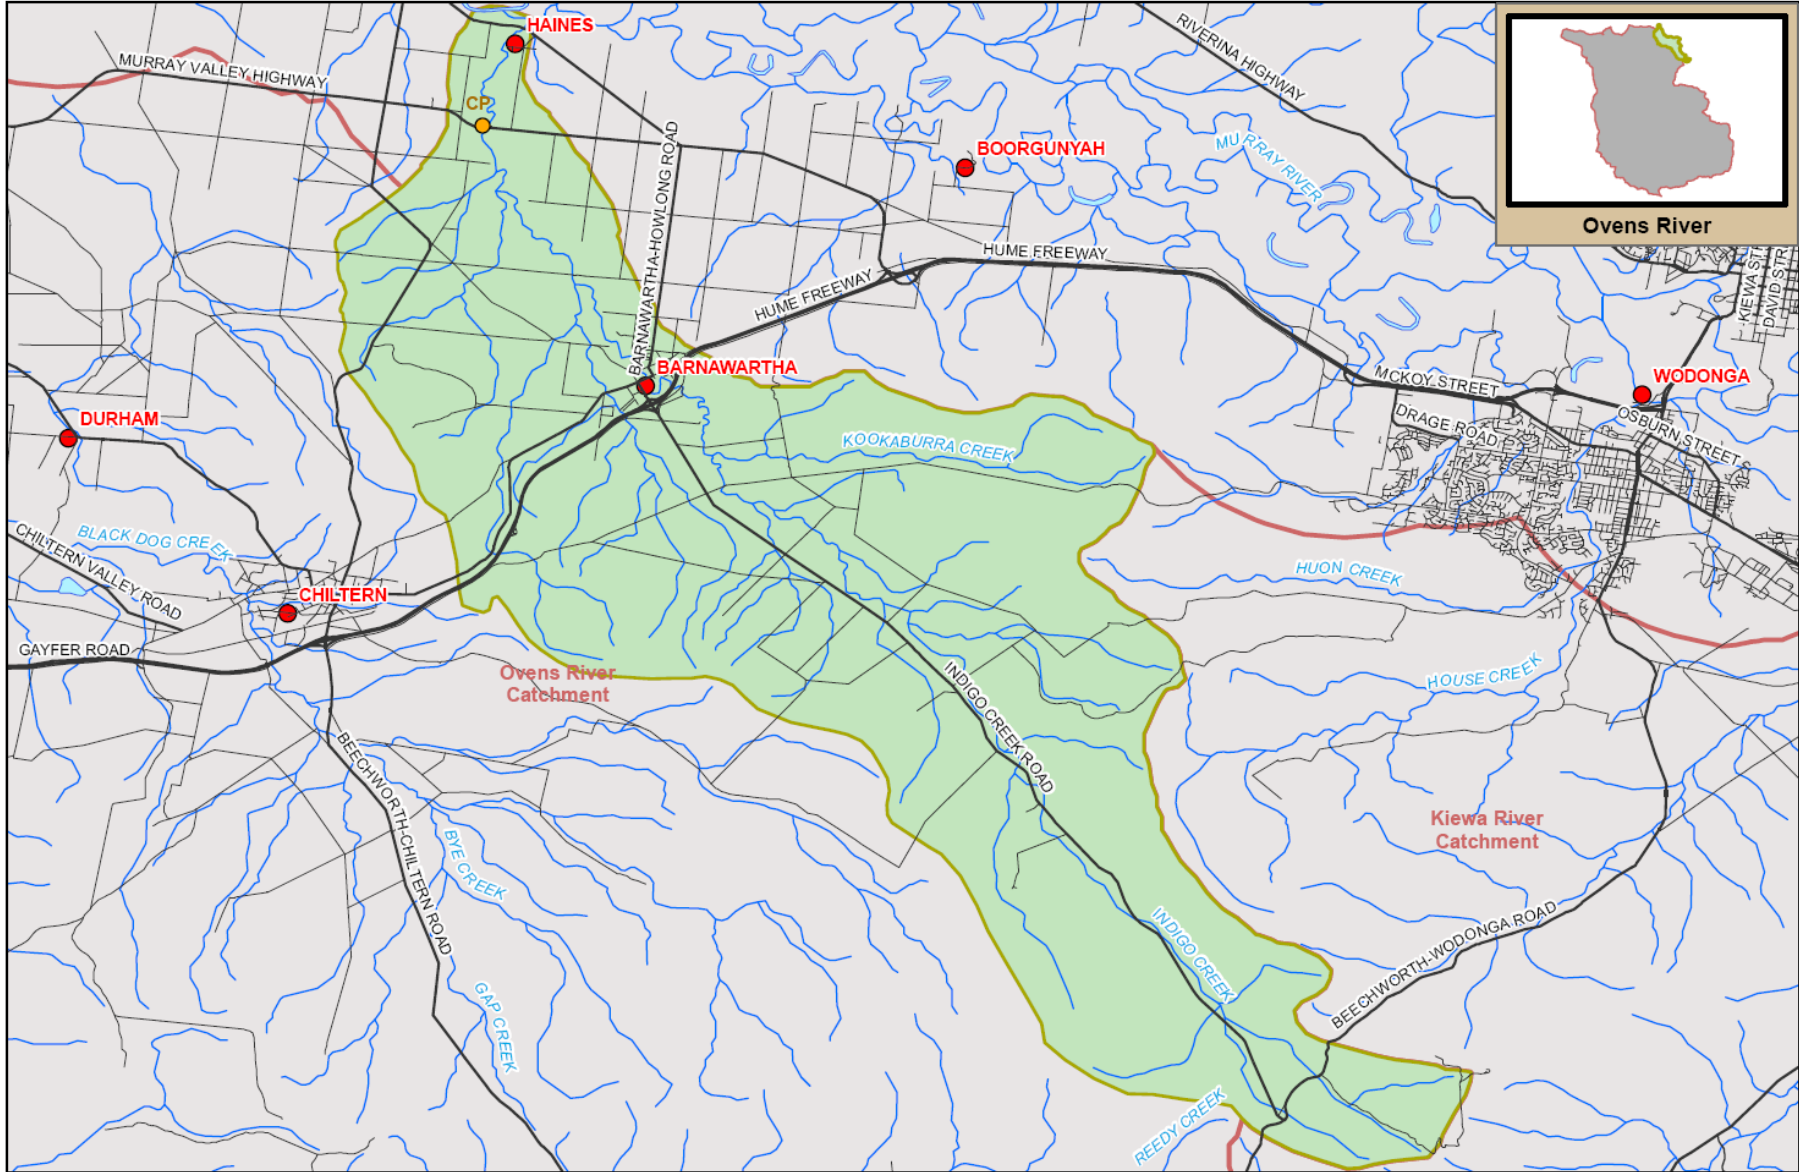 HAINES
RIVERINA HIGHWAY
MURRAY VALLEY HIGHWAY
CP
BOORGUNYAH
MURRAY RIVER
Ovens River
BARNAWARTHA-HOWLONG ROAD
HUME FREEWAY
HUME FREEWAY
KIEWA STR
DAVID STR
BARNAWARTHA
MCKOY STREET
WODONGA
DURHAM
DRAGE ROAD
OSBURN STREET S
KOOKABURRA CREEK
BLACK DOG CREEK
CHILTERN VALLEY ROAD
HUON CREEK
CHILTERN
GAYFER ROAD
Ovens River
Catchment
HOUSE CREEK
INDIGO CREEK ROAD
BEECHWORTH-CHILTERN ROAD
Kiewa River
Catchment
BYE CREEK
INDIGO CREEK
BEECHWORTH-WODONGA ROAD
GAP CREEK
REEDY CREEK